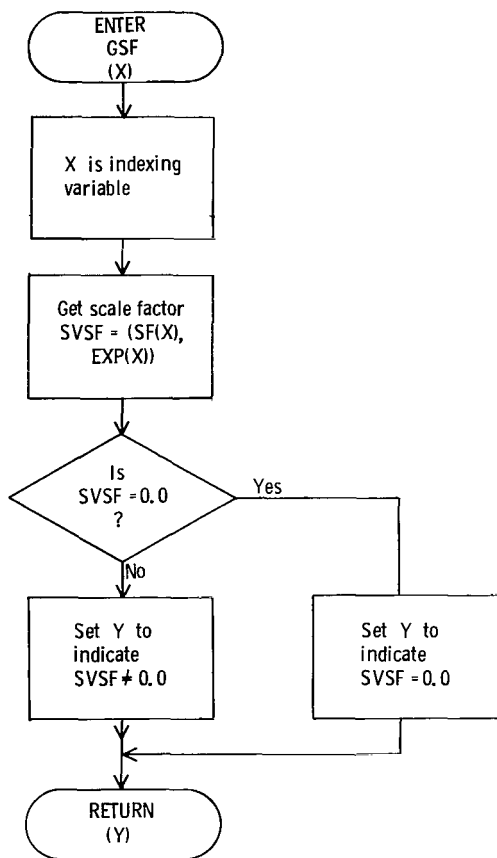 ENTER
GSF
(X)
X is indexing
variable
Get scale factor
SVSF = (SF(X),
EXP(X))
Is
SVSF = 0.0
?
Yes
No
Set Y to
indicate
SVSF ≠ 0.0
Set Y to
indicate
SVSF = 0.0
RETURN
(Y)